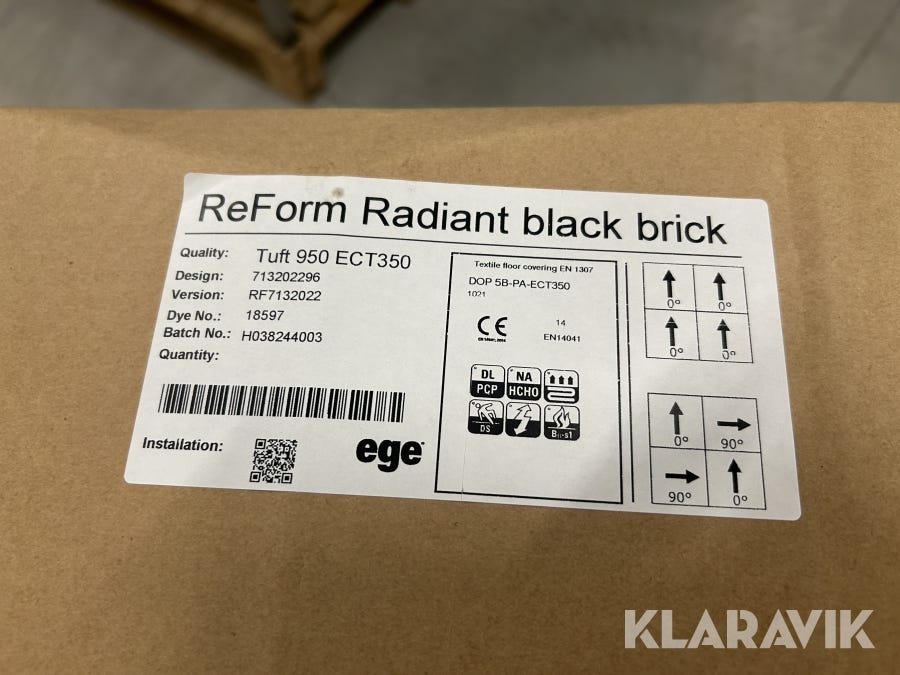 ReForm Radiant black brick
Quality: Tuft 950 ECT350
Design: 713202296
Version: RF7132022
Dye No.: 18597
Batch No.: H038244003
Quantity:
Installation:
ege
Textile floor covering EN 1307
DOP 5B-PA-ECT350
1021
CE
14
EN14041
DL
PCP
NA
HCHO
DS
0°
0°
0°
0°
0°
90°
90°
0°
KLARAVIK